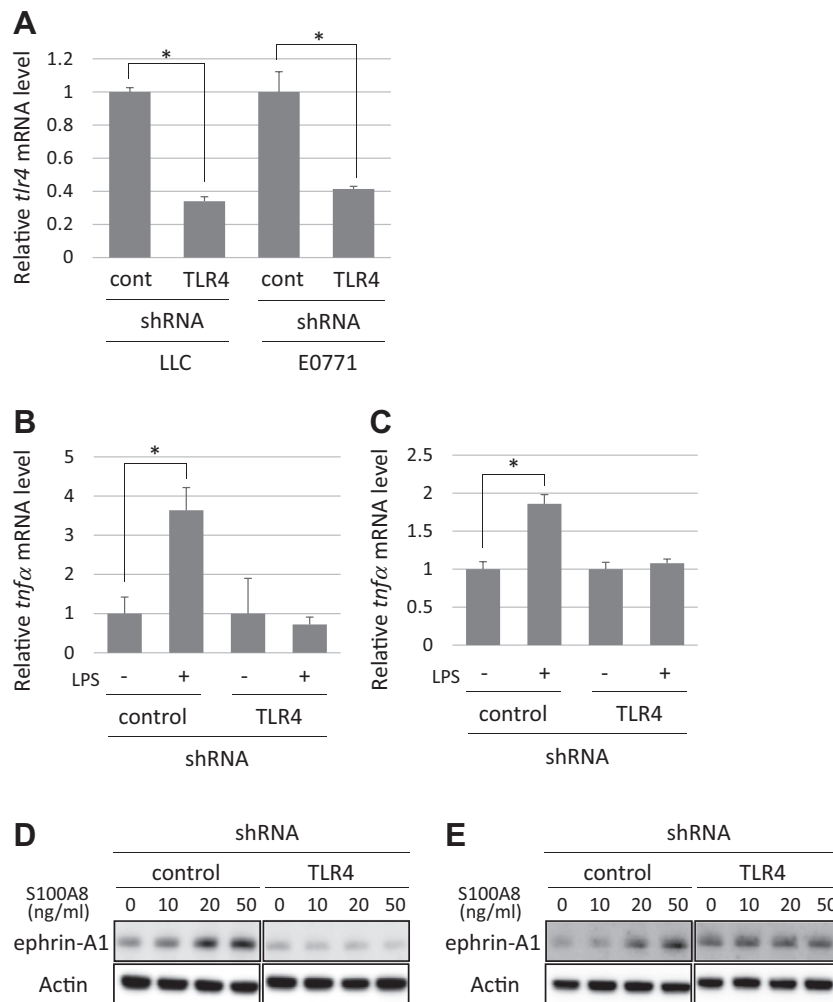 A
Relative tlr4 mRNA level
1.2
1
0.8
0.6
0.4
0.2
0
*
*
cont TLR4 cont TLR4
shRNA shRNA
LLC E0771
B
Relative tnfα mRNA level
5
4
3
2
1
0
*
LPS - + - +
control TLR4
shRNA
C
Relative tnfα mRNA level
2.5
2
1.5
1
0.5
0
*
LPS - + - +
control TLR4
shRNA
D
shRNA
control TLR4
S100A8
(ng/ml)
0 10 20 50 0 10 20 50
ephrin-A1
Actin
E
shRNA
control TLR4
S100A8
(ng/ml)
0 10 20 50 0 10 20 50
ephrin-A1
Actin